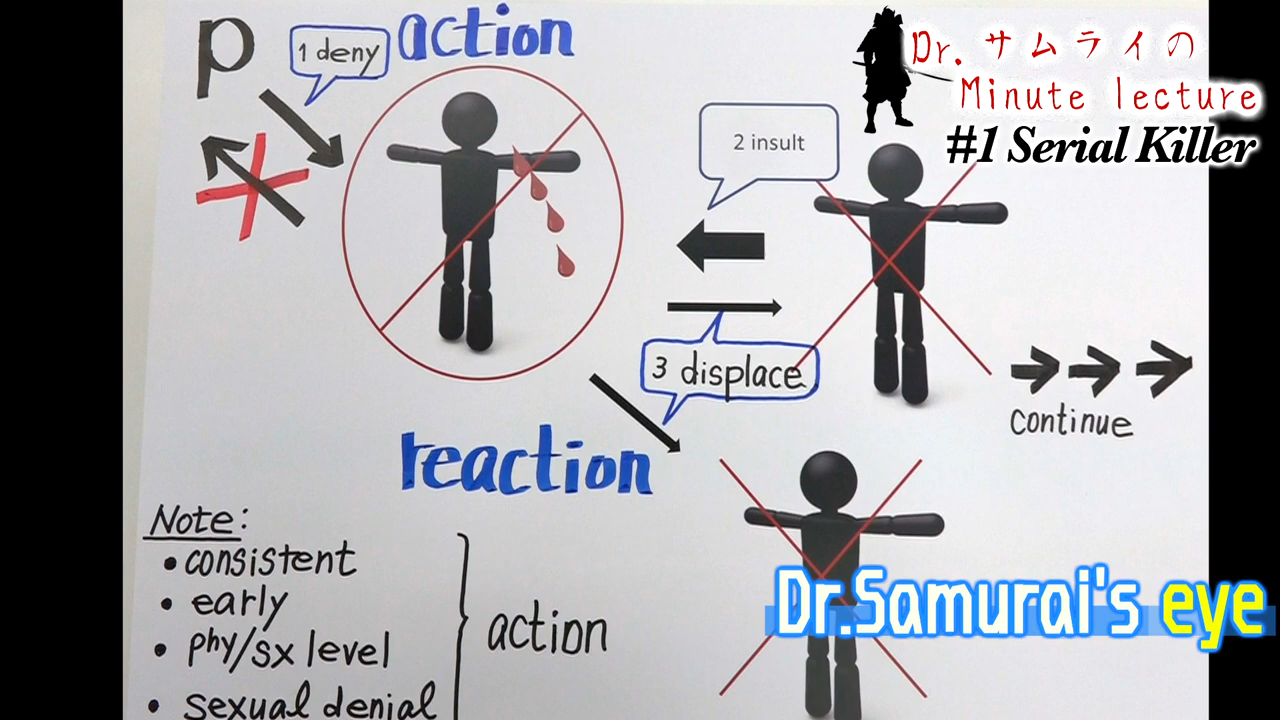 p
1 deny
action
Dr. サムライの
Minute lecture
#1 Serial Killer
2 insult
3 displace
continue
reaction
Note:
• consistent
• early
• phy/sx level
• sexual denial
action
Dr.Samurai's eye